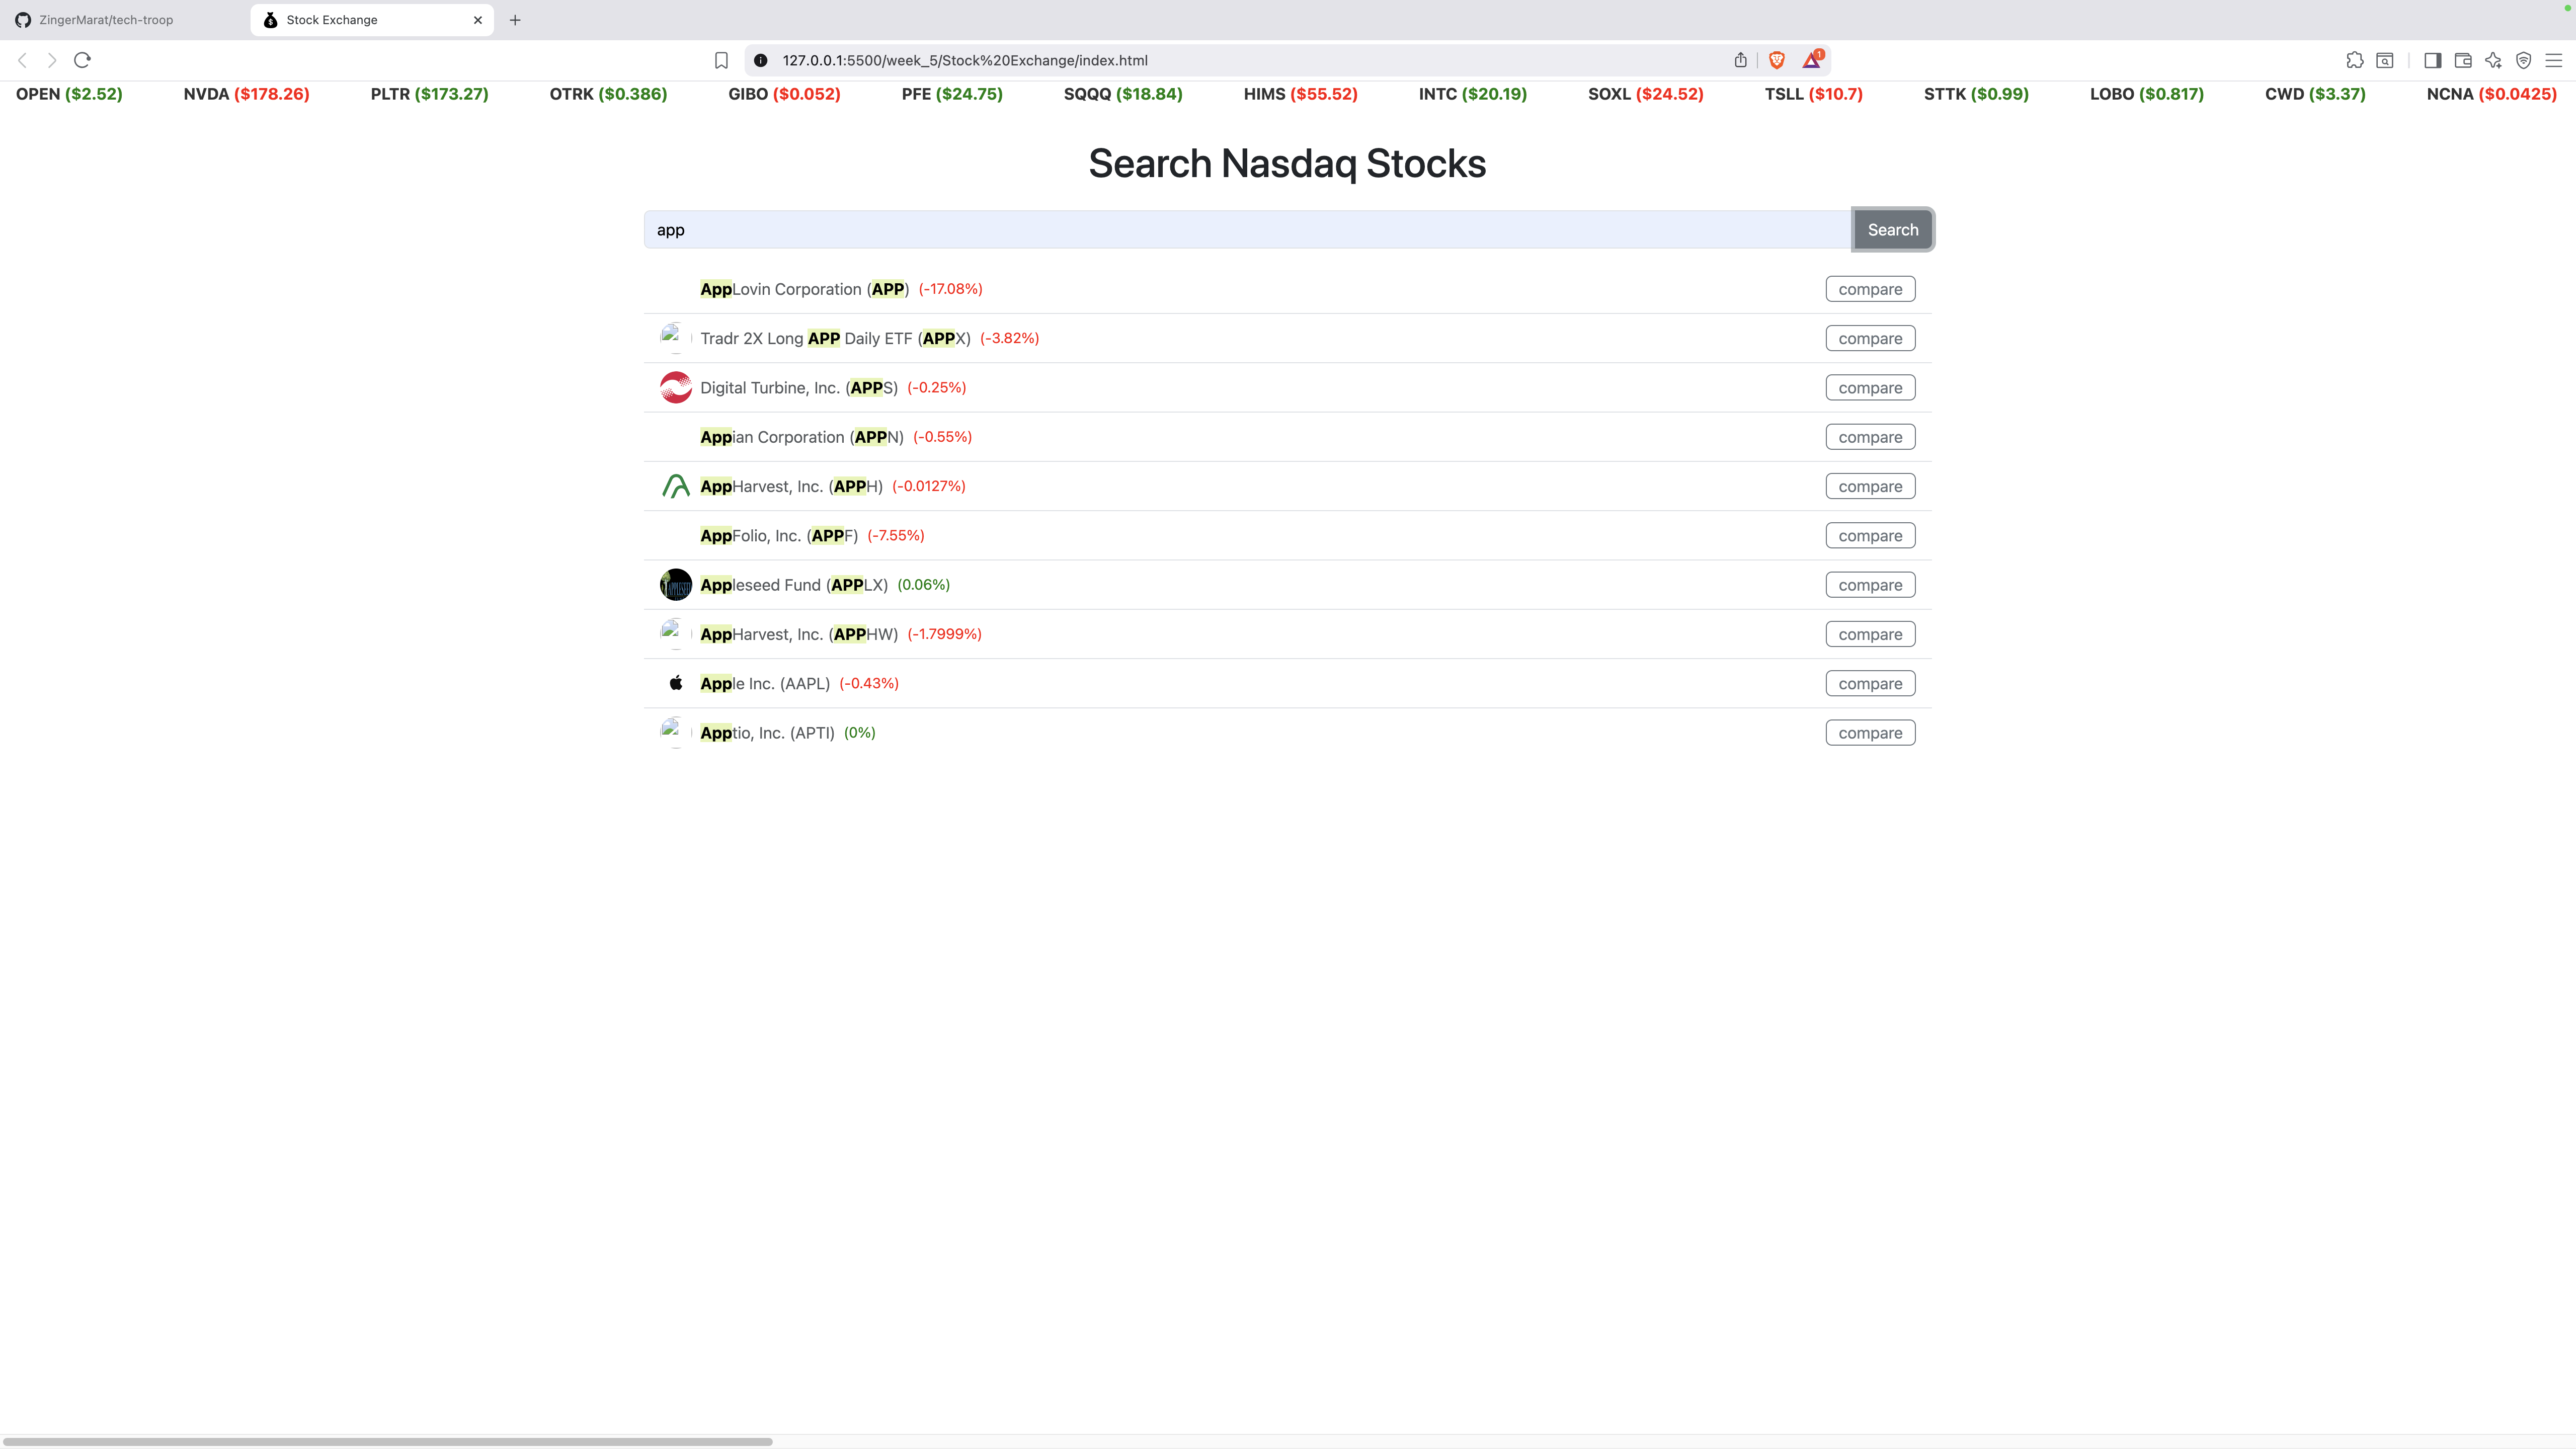 ZingerMarat/tech-troop
Stock Exchange
127.0.0.1:5500/week_5/Stock%20Exchange/index.html
1
OPEN ($2.52) NVDA ($178.26) PLTR ($173.27) OTRK ($0.386) GIBO ($0.052) PFE ($24.75) SQQQ ($18.84) HIMS ($55.52) INTC ($20.19) SOXL ($24.52) TSLL ($10.7) STTK ($0.99) LOBO ($0.817) CWD ($3.37) NCNA ($0.0425)
Search Nasdaq Stocks
app Search
AppLovin Corporation (APP) (-17.08%) compare
Tradr 2X Long APP Daily ETF (APPX) (-3.82%) compare
Digital Turbine, Inc. (APPS) (-0.25%) compare
Appian Corporation (APPN) (-0.55%) compare
AppHarvest, Inc. (APPH) (-0.0127%) compare
AppFolio, Inc. (APPF) (-7.55%) compare
Appleseed Fund (APPLX) (0.06%) compare
AppHarvest, Inc. (APPHW) (-1.7999%) compare
Apple Inc. (AAPL) (-0.43%) compare
Apptio, Inc. (APTI) (0%) compare